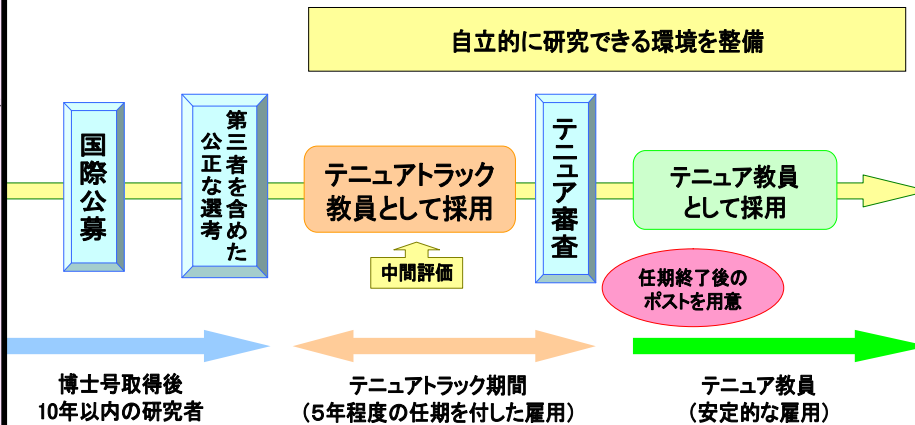 自立的に研究できる環境を整備
国際公募
第三者を含めた
公正な選考
テニュアトラック
教員として採用
中間評価
テニュア審査
テニュア教員
として採用
任期終了後の
ポストを用意
博士号取得後
10年以内の研究者
テニュアトラック期間
(5年程度の任期を付した雇用)
テニュア教員
(安定的な雇用)